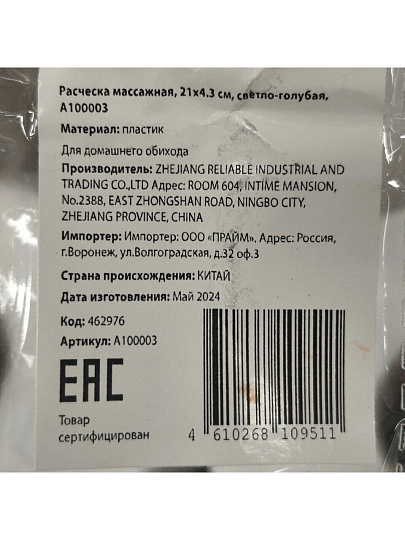 Расческа массажная, 21х4.3 см, светло-голубая,
А100003
Материал: пластик
Для домашнего обихода
Производитель: ZHEJIANG RELIABLE INDUSTRIAL AND
TRADING CO.,LTD Адрес: ROOM 604, INTIME MANSION,
No.238B, EAST ZHONGSHAN ROAD, NINGBO CITY,
ZHEJIANG PROVINCE, CHINA
Импортер: Импортер: ООО «ПРАЙМ», Адрес: Россия,
г.Воронеж, ул.Волгоградская, д.32 оф.3
Страна происхождения: КИТАЙ
Дата изготовления: Май 2024
Код: 462976
Артикул: А100003
EAC
Товар
сертифицирован
4 610268 109511